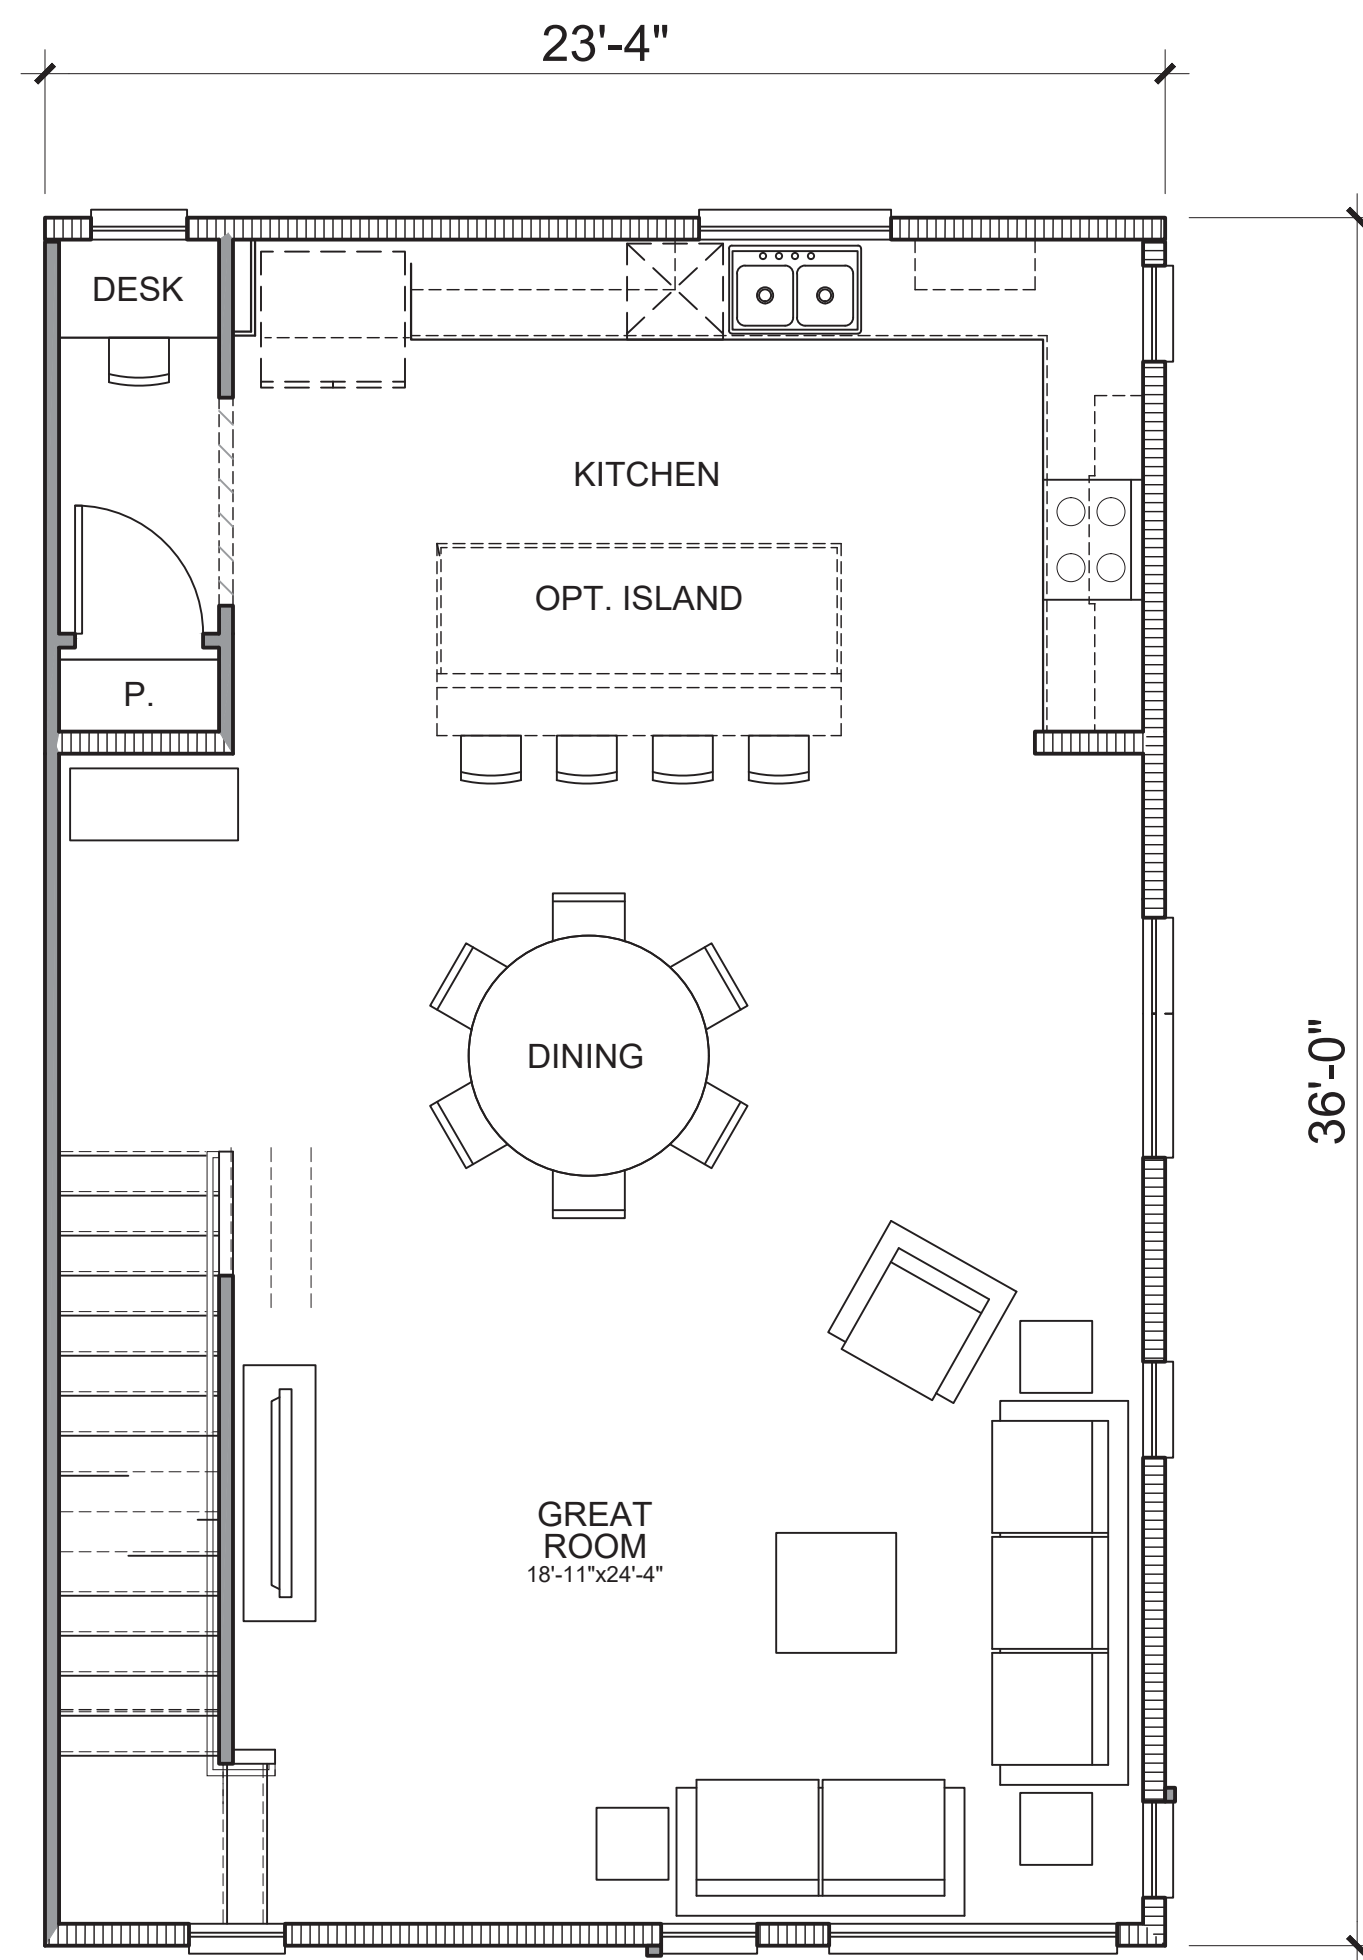 23'-4"
DESK
KITCHEN
OPT. ISLAND
P.
DINING
36'-0"
GREAT
ROOM
18'-11"x24'-4"